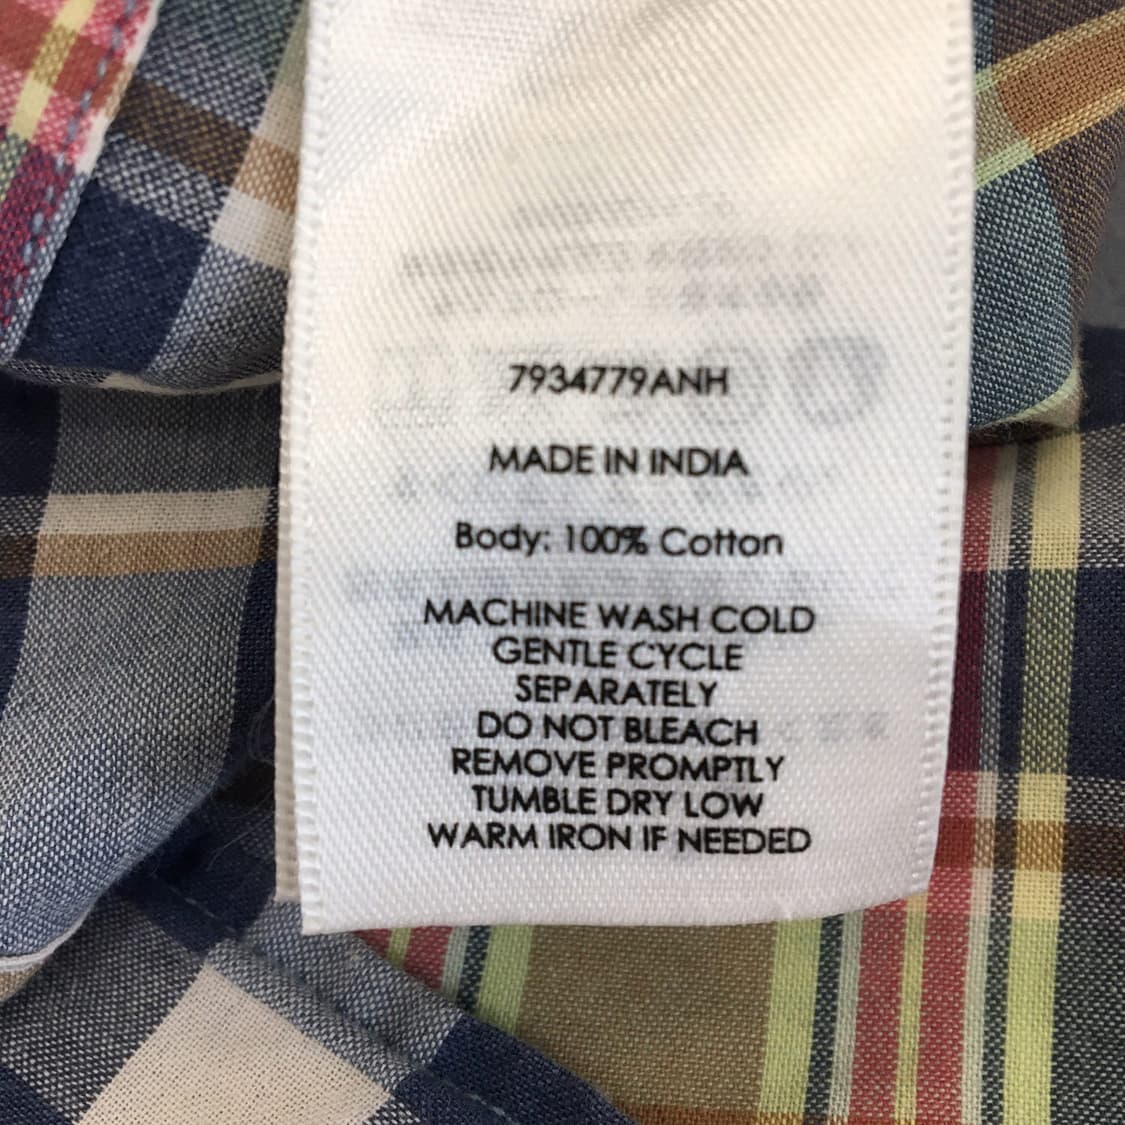 7934779ANH
MADE IN INDIA
Body: 100% Cotton
MACHINE WASH COLD
GENTLE CYCLE
SEPARATELY
DO NOT BLEACH
REMOVE PROMPTLY
TUMBLE DRY LOW
WARM IRON IF NEEDED